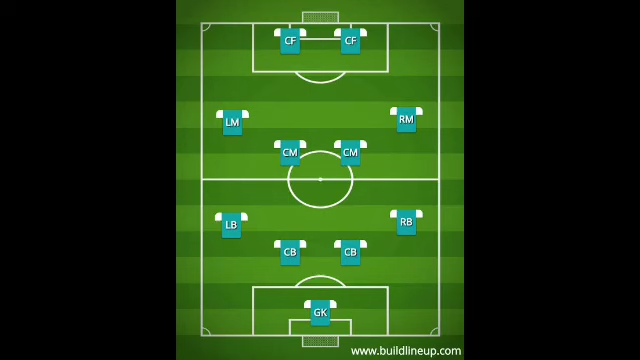 CF CF
LM RM
CM CM
LB RB
CB CB
GK
www.buildlineup.com